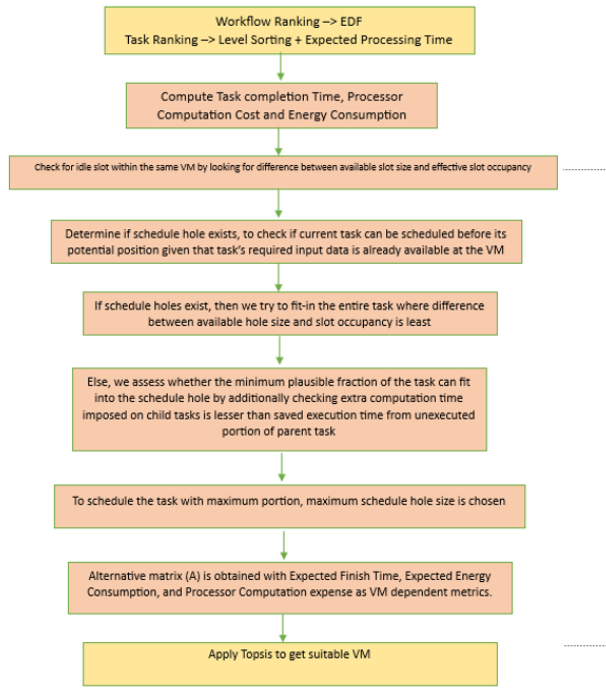 Workflow Ranking –> EDF
Task Ranking –> Level Sorting + Expected Processing Time
Compute Task completion Time, Processor
Computation Cost and Energy Consumption
Check for idle slot within the same VM by looking for difference between available slot size and effective slot occupancy
Determine if schedule hole exists, to check if current task can be scheduled before its
potential position given that task's required input data is already available at the VM
If schedule holes exist, then we try to fit-in the entire task where difference
between available hole size and slot occupancy is least
Else, we assess whether the minimum plausible fraction of the task can fit
into the schedule hole by additionally checking extra computation time
imposed on child tasks is lesser than saved execution time from unexecuted
portion of parent task
To schedule the task with maximum portion, maximum schedule hole size is chosen
Alternative matrix (A) is obtained with Expected Finish Time, Expected Energy
Consumption, and Processor Computation expense as VM dependent metrics.
Apply Topsis to get suitable VM